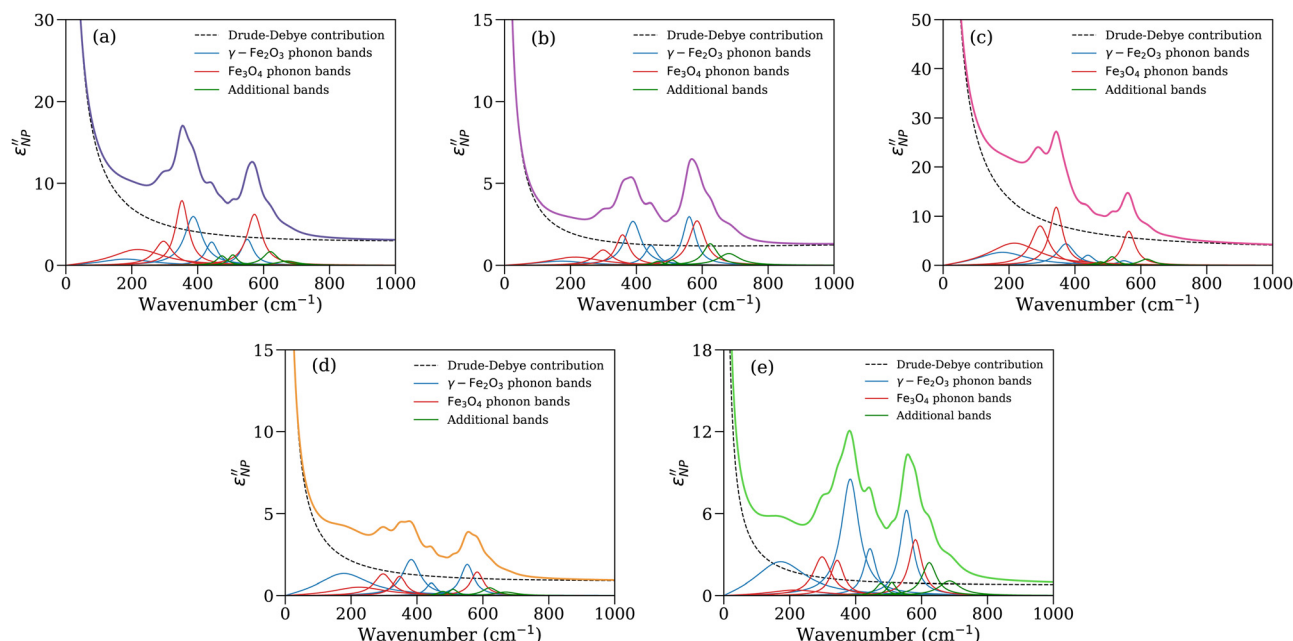 (a)
Drude-Debye contribution
γ − Fe₂O₃ phonon bands
Fe₃O₄ phonon bands
Additional bands
30
20
10
0
ε″NP
0 200 400 600 800 1000
Wavenumber (cm⁻¹)
(b)
Drude-Debye contribution
γ − Fe₂O₃ phonon bands
Fe₃O₄ phonon bands
Additional bands
15
10
5
0
ε″NP
0 200 400 600 800 1000
Wavenumber (cm⁻¹)
(c)
Drude-Debye contribution
γ − Fe₂O₃ phonon bands
Fe₃O₄ phonon bands
Additional bands
50
40
30
20
10
0
ε″NP
0 200 400 600 800 1000
Wavenumber (cm⁻¹)
(d)
Drude-Debye contribution
γ − Fe₂O₃ phonon bands
Fe₃O₄ phonon bands
Additional bands
15
10
5
0
ε″NP
0 200 400 600 800 1000
Wavenumber (cm⁻¹)
(e)
Drude-Debye contribution
γ − Fe₂O₃ phonon bands
Fe₃O₄ phonon bands
Additional bands
18
12
6
0
ε″NP
0 200 400 600 800 1000
Wavenumber (cm⁻¹)